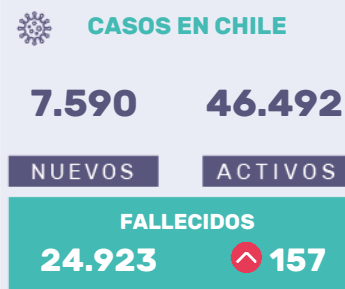 CASOS EN CHILE
7.590 46.492
NUEVOS ACTIVOS
FALLECIDOS
24.923 157